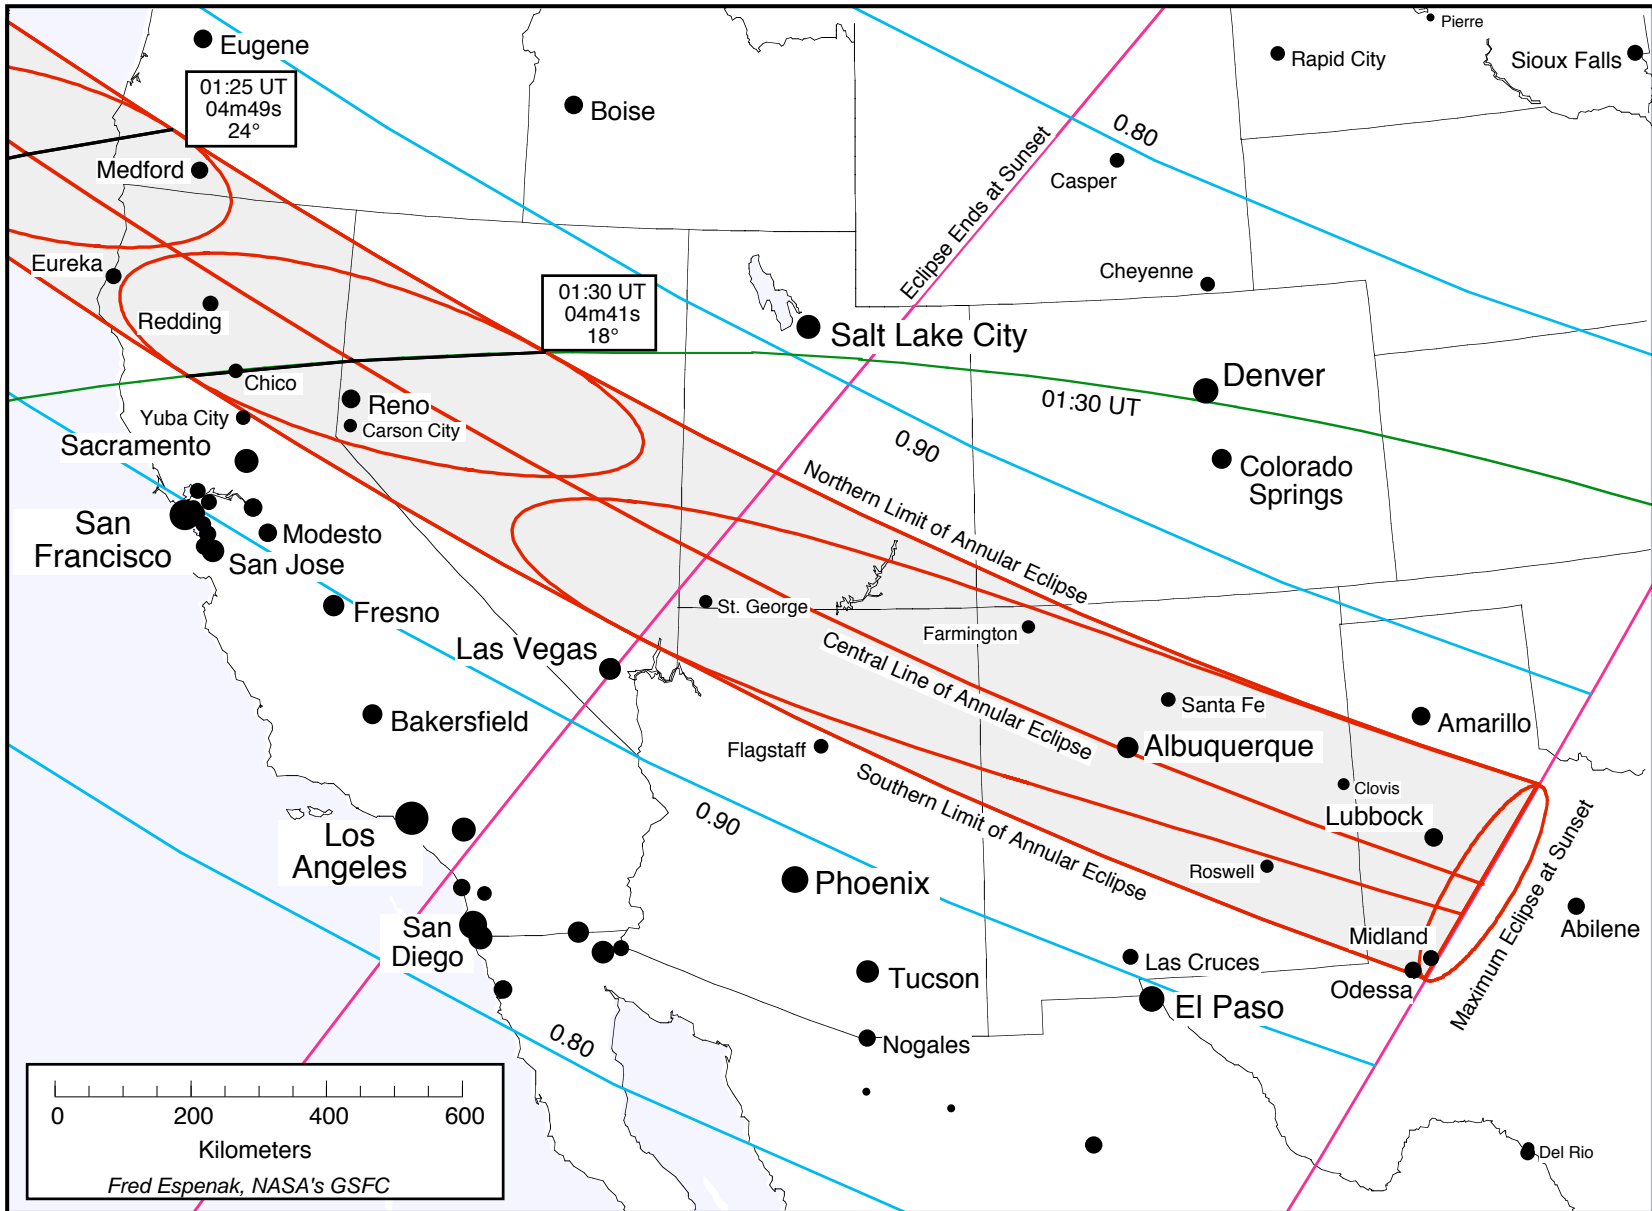 Pierre
Rapid City
Sioux Falls
Eugene
01:25 UT
04m49s
24°
Boise
0.80
Medford
Casper
Eclipse Ends at Sunset
Eureka
Cheyenne
01:30 UT
04m41s
18°
Redding
Salt Lake City
Chico
Denver
Reno
01:30 UT
Yuba City
Carson City
Sacramento
0.90
Colorado
Springs
Northern Limit of Annular Eclipse
San
Francisco
Modesto
San Jose
Fresno
St. George
Farmington
Las Vegas
Central Line of Annular Eclipse
Santa Fe
Bakersfield
Amarillo
Flagstaff
Albuquerque
Clovis
Southern Limit of Annular Eclipse
0.90
Lubbock
Los
Angeles
Maximum Eclipse at Sunset
Roswell
Phoenix
San
Diego
Midland
Abilene
Las Cruces
Tucson
Odessa
El Paso
0.80
Nogales
0 200 400 600
Kilometers
Del Rio
Fred Espenak, NASA's GSFC